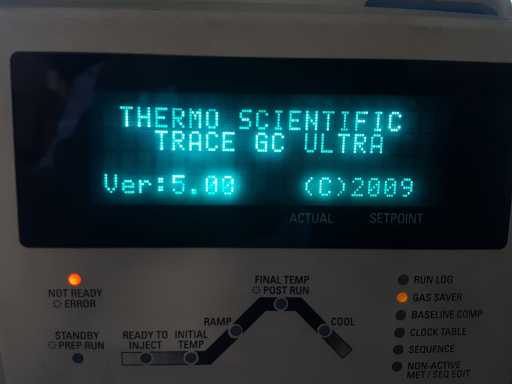 THERMO SCIENTIFIC
TRACE GC ULTRA
Ver:5.00 (C)2009
ACTUAL SETPOINT
NOT READY
ERROR
STANDBY
PREP RUN
READY TO
INJECT
INITIAL
TEMP
RAMP
FINAL TEMP
POST RUN
COOL
RUN LOG
GAS SAVER
BASELINE COMP
CLOCK TABLE
SEQUENCE
NON-ACTIVE
MET / SEQ EDIT